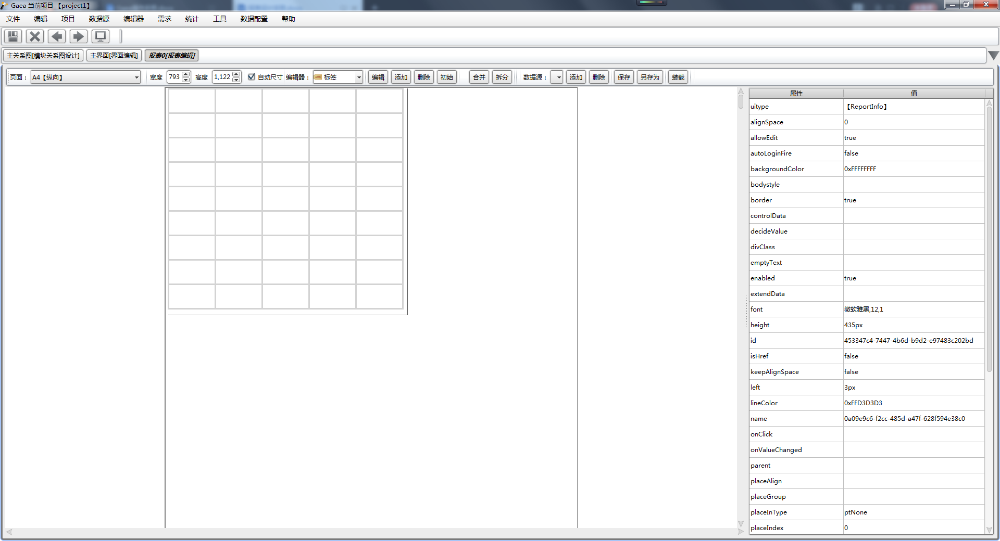 Gaea 当前项目 【project1】
文件 编辑 项目 数据源 编辑器 需求 统计 工具 数据配置 帮助
主关系图[模块关系图设计] 主界面[界面编辑] 报表0[报表编辑]
页面： A4【纵向】 宽度 793 高度 1,122 自动尺寸 编辑器： ABC 标签 编辑 添加 删除 初始 合并 拆分 数据源： 添加 删除 保存 另存为 装载
属性 值
uitype 【ReportInfo】
alignSpace 0
allowEdit true
autoLoginFire false
backgroundColor 0xFFFFFFFF
bodystyle
border true
controlData
decideValue
divClass
emptyText
enabled true
extendData
font 微软雅黑,12,1
height 435px
id 453347c4-7447-4b6d-b9d2-e97483c202bd
isHref false
keepAlignSpace false
left 3px
lineColor 0xFFD3D3D3
name 0a09e9c6-f2cc-485d-a47f-628f594e38c0
onClick
onValueChanged
parent
placeAlign
placeGroup
placeInType ptNone
placeIndex 0